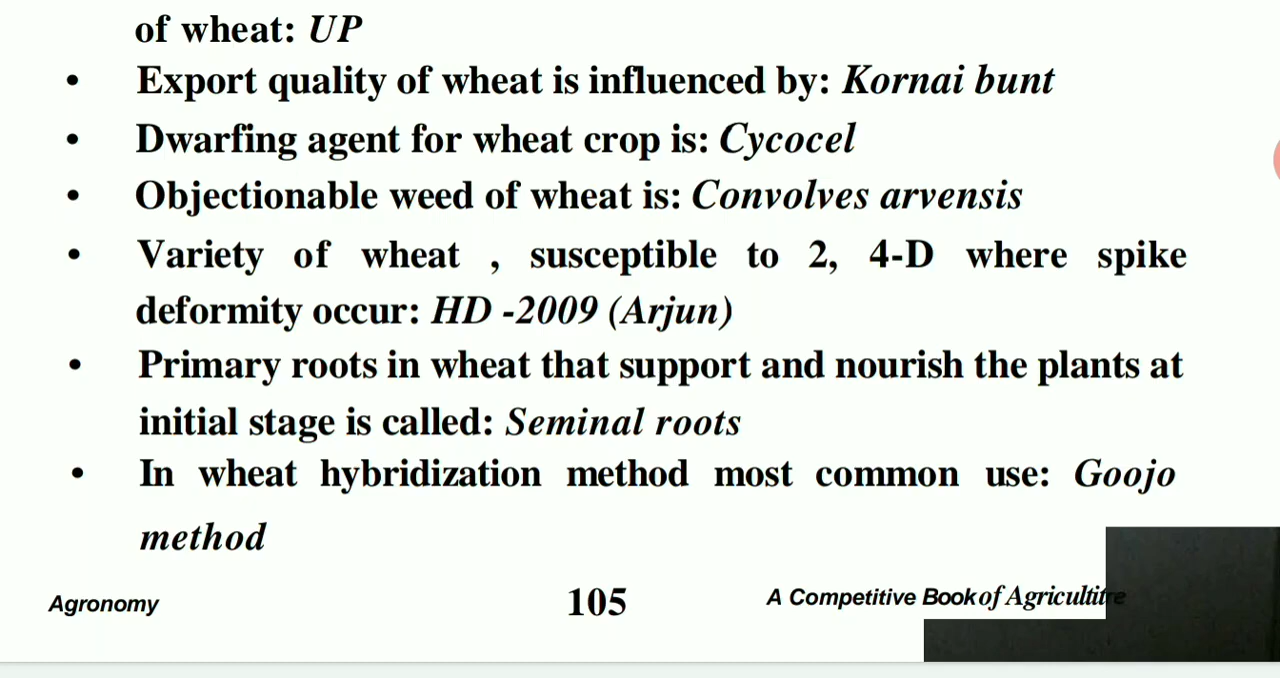 of wheat: UP
• Export quality of wheat is influenced by: Kornai bunt
• Dwarfing agent for wheat crop is: Cycocel
• Objectionable weed of wheat is: Convolves arvensis
• Variety of wheat , susceptible to 2, 4-D where spike
deformity occur: HD -2009 (Arjun)
• Primary roots in wheat that support and nourish the plants at
initial stage is called: Seminal roots
• In wheat hybridization method most common use: Goojo
method
Agronomy 105 A Competitive Book of Agricultitre